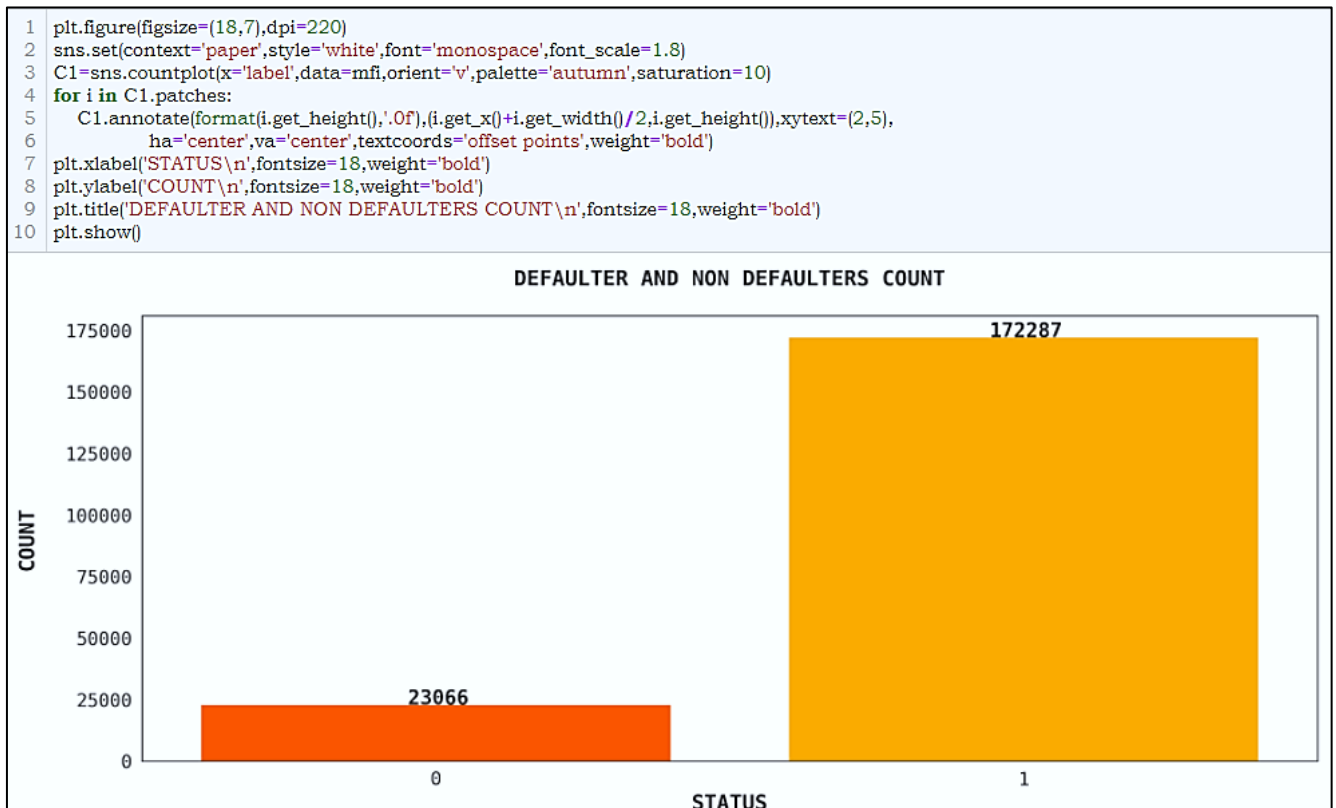 1 plt.figure(figsize=(18,7),dpi=220)
2 sns.set(context='paper',style='white',font='monospace',font_scale=1.8)
3 C1=sns.countplot(x='label',data=mfi,orient='v',palette='autumn',saturation=10)
4 for i in C1.patches:
5 C1.annotate(format(i.get_height(),'.0f'),(i.get_x()+i.get_width()/2,i.get_height()),xytext=(2,5),
6 ha='center',va='center',textcoords='offset points',weight='bold')
7 plt.xlabel('STATUS\n',fontsize=18,weight='bold')
8 plt.ylabel('COUNT\n',fontsize=18,weight='bold')
9 plt.title('DEFAULTER AND NON DEFAULTERS COUNT\n',fontsize=18,weight='bold')
10 plt.show()
DEFAULTER AND NON DEFAULTERS COUNT
175000
172287
150000
125000
100000
COUNT
75000
50000
25000
23066
0
0 1
STATUS